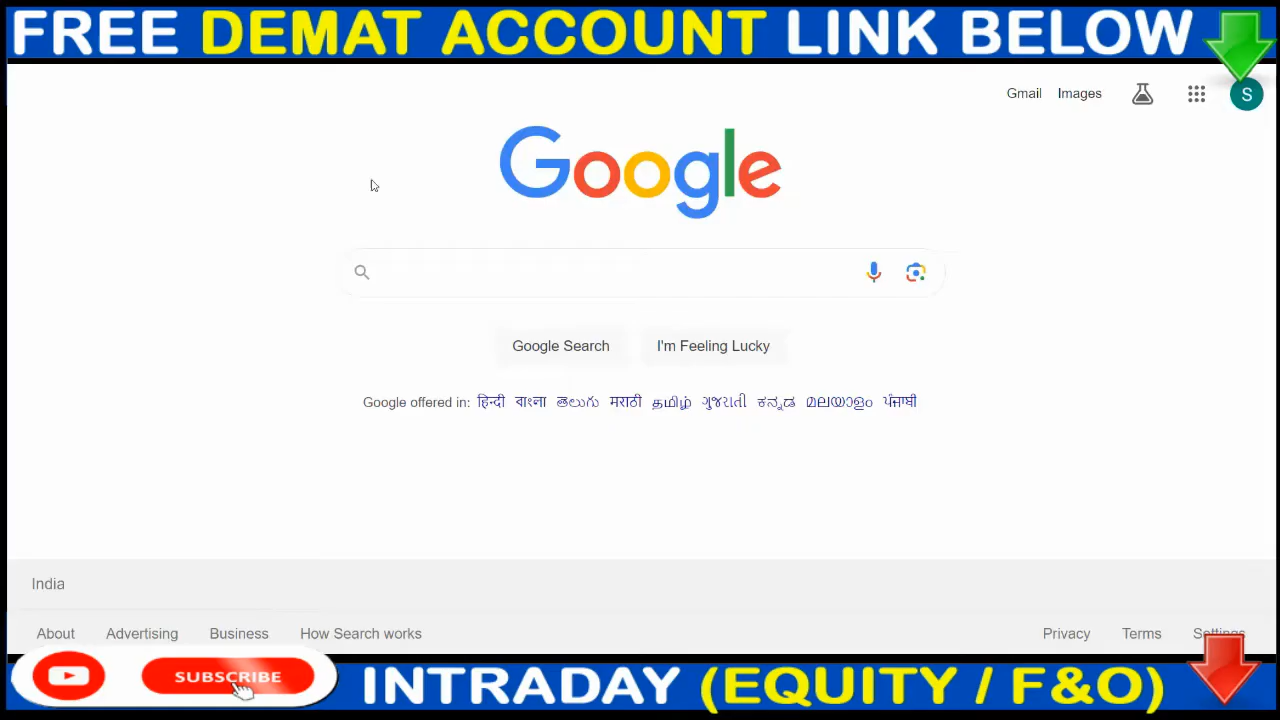 FREE DEMAT ACCOUNT LINK BELOW
Gmail Images S
Google
Google Search I'm Feeling Lucky
Google offered in: हिन्दी বাংলা తెలుగు मराठी தமிழ் ગુજરાતી ಕನ್ನಡ മലയാളം ਪੰਜਾਬੀ
India
About Advertising Business How Search works Privacy Terms Settings
SUBSCRIBE INTRADAY (EQUITY / F&O)